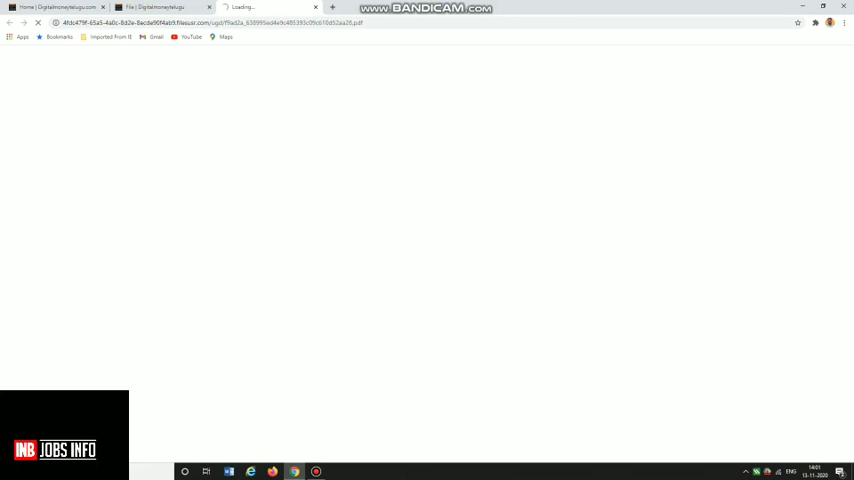 Home | Digitalmoneytelugu.com
File | Digitalmoneytelugu
Loading...
WWW.BANDICAM.COM
4fdc479f-65a5-4a0c-8d2e-8ecde90f4ab9.filesusr.com/ugd/f9ad2a_638995ed4e9c485393c09c610d52aa26.pdf
Apps
Bookmarks
Imported From IE
Gmail
YouTube
Maps
INB JOBS INFO
ENG
14:01
13-11-2020